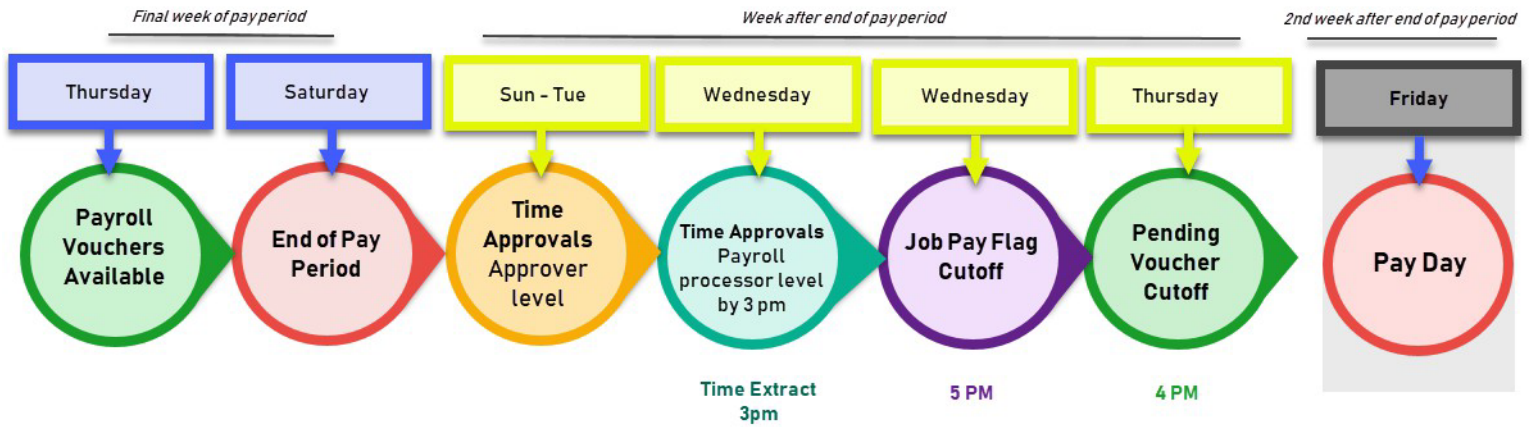 Final week of pay period
Week after end of pay period
2nd week after end of pay period
Thursday
Saturday
Sun - Tue
Wednesday
Wednesday
Thursday
Friday
Payroll
Vouchers
Available
End of Pay
Period
Time
Approvals
Approver
level
Time Approvals
Payroll
processor level
by 3 pm
Job Pay Flag
Cutoff
Pending
Voucher
Cutoff
Pay Day
Time Extract
3pm
5 PM
4 PM